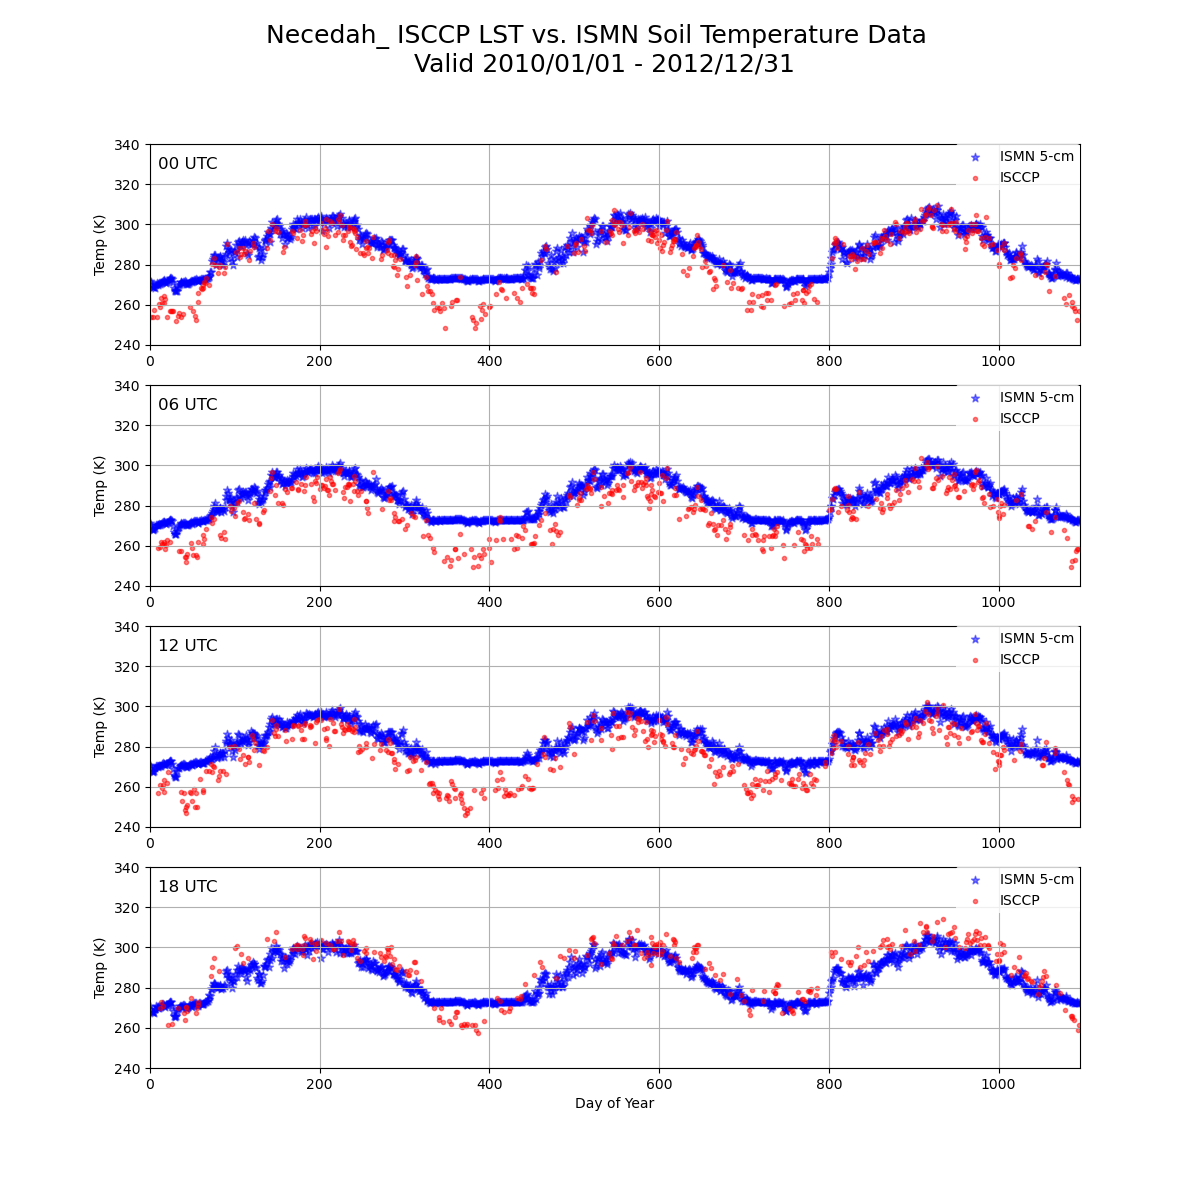 Necedah_ ISCCP LST vs. ISMN Soil Temperature Data
Valid 2010/01/01 - 2012/12/31
340
320
300
280
260
240
Temp (K)
00 UTC
ISMN 5-cm
ISCCP
0 200 400 600 800 1000
340
320
300
280
260
240
Temp (K)
06 UTC
ISMN 5-cm
ISCCP
0 200 400 600 800 1000
340
320
300
280
260
240
Temp (K)
12 UTC
ISMN 5-cm
ISCCP
0 200 400 600 800 1000
340
320
300
280
260
240
Temp (K)
18 UTC
ISMN 5-cm
ISCCP
0 200 400 600 800 1000
Day of Year